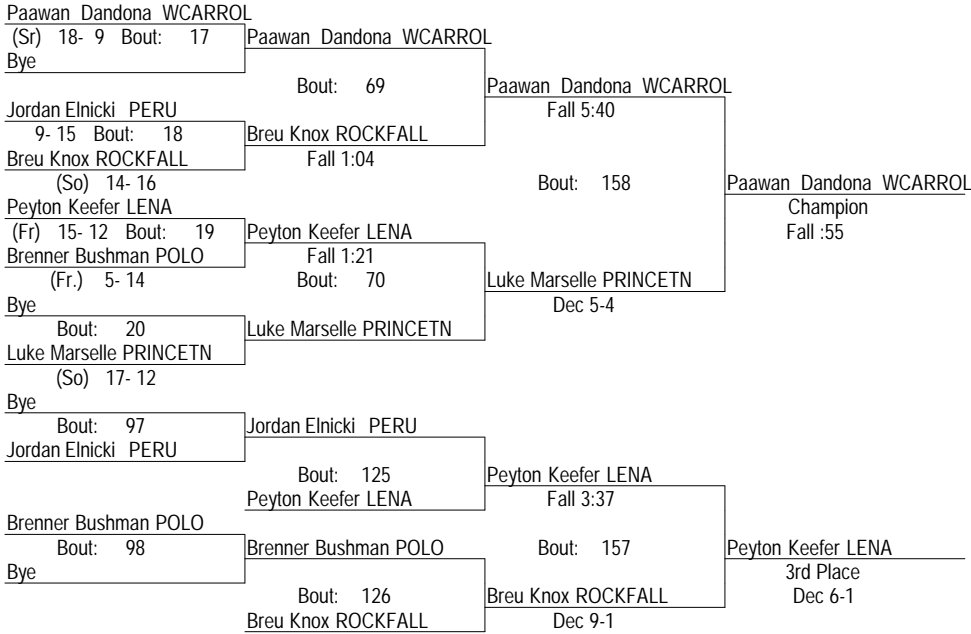 Paawan Dandona WCARROL
(Sr) 18- 9 Bout: 17 Paawan Dandona WCARROL
Bye
Bout: 69 Paawan Dandona WCARROL
Jordan Elnicki PERU Fall 5:40
9- 15 Bout: 18 Breu Knox ROCKFALL
Breu Knox ROCKFALL Fall 1:04
(So) 14- 16 Bout: 158 Paawan Dandona WCARROL
Peyton Keefer LENA Champion
(Fr) 15- 12 Bout: 19 Peyton Keefer LENA Fall :55
Brenner Bushman POLO Fall 1:21
(Fr.) 5- 14 Bout: 70 Luke Marselle PRINCETN
Bye Dec 5-4
Bout: 20 Luke Marselle PRINCETN
Luke Marselle PRINCETN
(So) 17- 12
Bye
Bout: 97 Jordan Elnicki PERU
Jordan Elnicki PERU
Bout: 125 Peyton Keefer LENA
Peyton Keefer LENA Fall 3:37
Brenner Bushman POLO
Bout: 98 Brenner Bushman POLO Bout: 157 Peyton Keefer LENA
Bye 3rd Place
Bout: 126 Breu Knox ROCKFALL Dec 6-1
Breu Knox ROCKFALL Dec 9-1